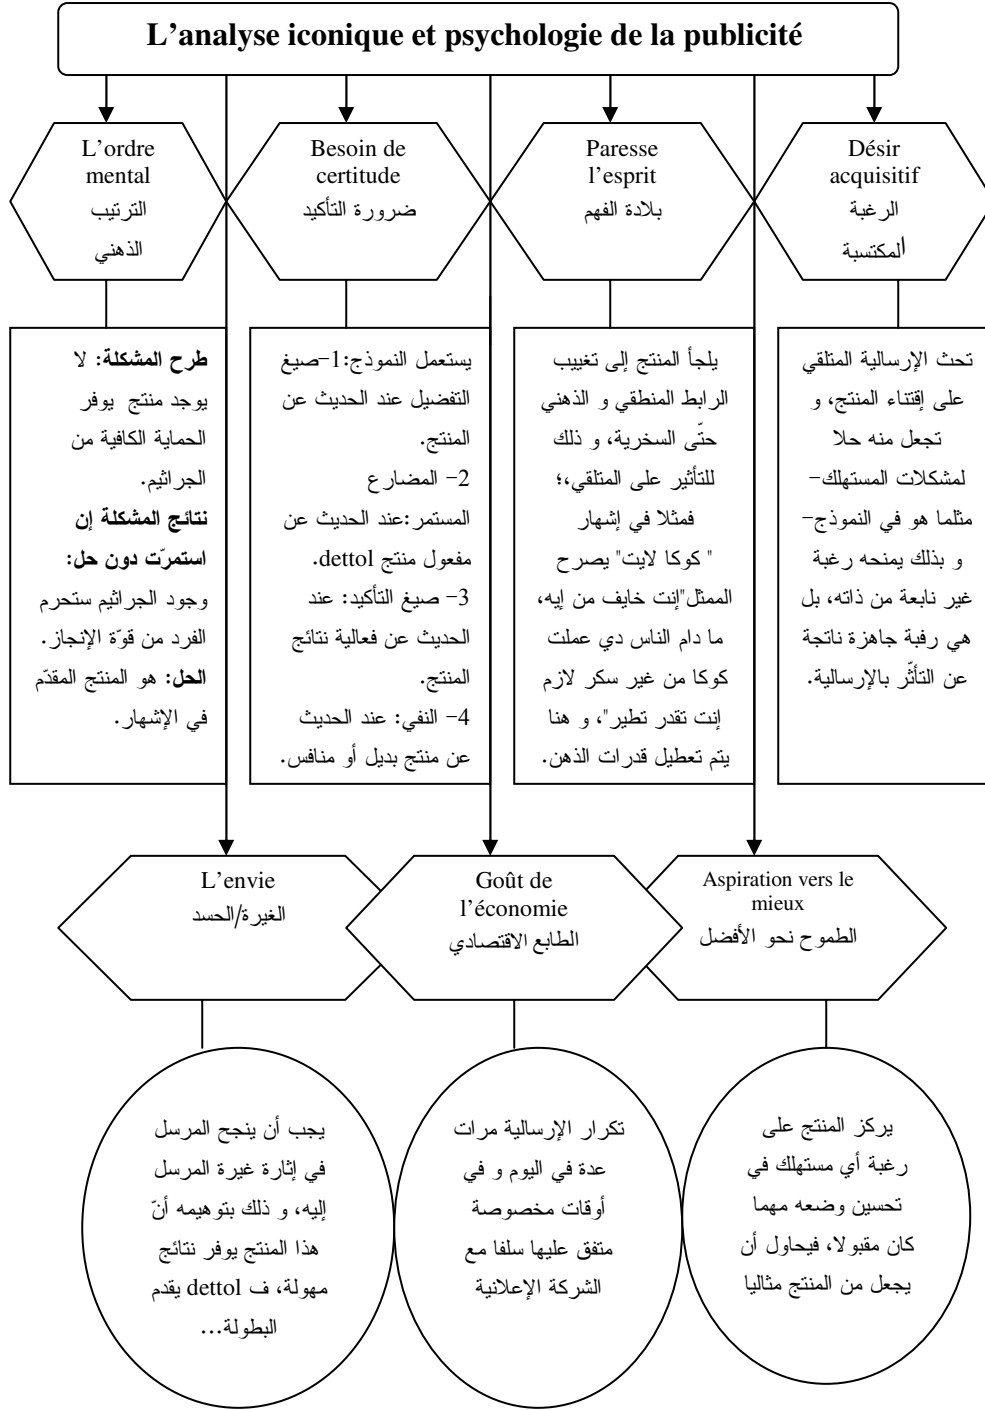 L'analyse iconique et psychologie de la publicité
L'ordre
mental
الترتيب
الذهني
Besoin de
certitude
ضرورة التأكيد
Paresse
l'esprit
بلادة الفهم
Désir
acquisitif
الرغبة
المكتسبة
طرح المشكلة: لا
يوجد منتج يوفر
الحماية الكافية من
الجراثيم.
نتائج المشكلة إن
استمرّت دون حل:
وجود الجراثيم ستحرم
الفرد من قوّة الإنجاز.
الحل: هو المنتج المقدّم
في الإشهار.
يستعمل النموذج:1-صيغ
التفضيل عند الحديث عن
المنتج.
2- المضارع
المستمر:عند الحديث عن
مفعول منتج dettol.
3- صيغ التأكيد: عند
الحديث عن فعالية نتائج
المنتج.
4- النفي: عند الحديث
عن منتج بديل أو منافس.
يلجأ المنتج إلى تغييب
الرابط المنطقي و الذهني
حتّى السخرية، و ذلك
للتأثير على المتلقي،؛
فمثلا في إشهار
" كوكا لايت" يصرح
الممثل"إنت خايف من إيه،
ما دام الناس دي عملت
كوكا من غير سكر لازم
إنت تقدر تطير"، و هنا
يتم تعطيل قدرات الذهن.
تحث الإرسالية المتلقي
على إقتناء المنتج، و
تجعل منه حلا
لمشكلات المستهلك-
مثلما هو في النموذج-
و بذلك يمنحه رغبة
غير نابعة من ذاته، بل
هي رفبة جاهزة ناتجة
عن التأثّر بالإرسالية.
L'envie
الغيرة/الحسد
Goût de
l'économie
الطابع الاقتصادي
Aspiration vers le
mieux
الطموح نحو الأفضل
يجب أن ينجح المرسل
في إثارة غيرة المرسل
إليه، و ذلك بتوهيمه أنّ
هذا المنتج يوفر نتائج
مهولة، ف dettol يقدم
البطولة...
تكرار الإرسالية مرات
عدة في اليوم و في
أوقات مخصوصة
متفق عليها سلفا مع
الشركة الإعلانية
يركز المنتج على
رغبة أي مستهلك في
تحسين وضعه مهما
كان مقبولا، فيحاول أن
يجعل من المنتج مثاليا